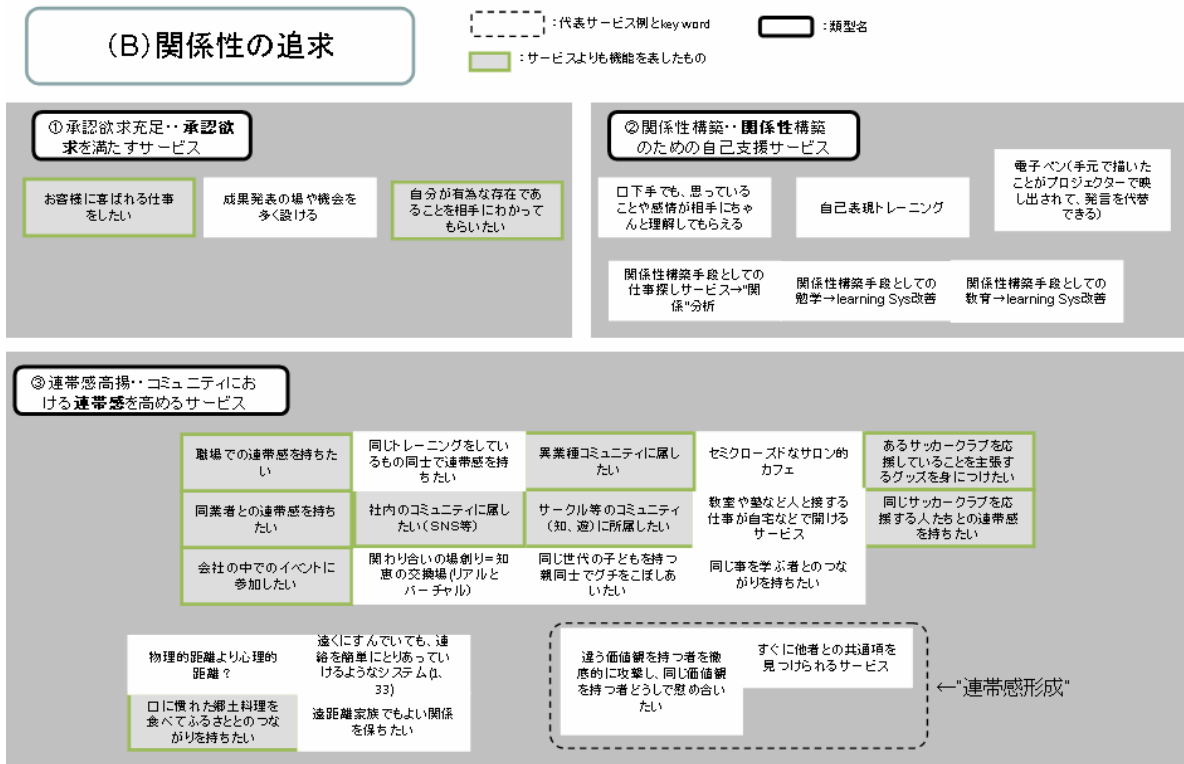 (B)関係性の追求
:代表サービス例とkey word
:類型名
:サービスよりも機能を表したもの
①承認欲求充足‥承認欲
求を満たすサービス
お客様に喜ばれる仕事
をしたい
成果発表の場や機会を
多く設ける
自分が有為な存在であ
ることを相手にわかって
もらいたい
②関係性構築‥関係性構築
のための自己支援サービス
口下手でも、思っている
ことや感情が相手にちゃ
んと理解してもらえる
自己表現トレーニング
電子ペン(手元で描いた
ことがプロジェクターで映
し出されて、発言を代替
できる)
関係性構築手段としての
仕事探しサービス→"関
係"分析
関係性構築手段としての
勉学→learning Sys改善
関係性構築手段としての
教育→learning Sys改善
③連帯感高揚‥コミュニティにお
ける連帯感を高めるサービス
職場での連帯感を持ちた
い
同じトレーニングをしてい
るもの同士で連帯感を持
ちたい
異業種コミュニティに属し
たい
セミクローズドなサロン的
カフェ
あるサッカークラブを応
援していることを主張す
るグッズを身につけたい
同業者との連帯感を持ち
たい
社内のコミュニティに属し
たい(SNS等)
サークル等のコミュニティ
(知、遊)に所属したい
教室や塾など人と接する
仕事が自宅などで開ける
サービス
同じサッカークラブを応
援する人たちとの連帯感
を持ちたい
会社の中でのイベントに
参加したい
関わり合いの場創り=知
恵の交換場(リアルと
バーチャル)
同じ世代の子どもを持つ
親同士でグチをこぼしあ
いたい
同じ事を学ぶ者とのつな
がりを持ちたい
物理的距離より心理的
距離?
遠くにすんでいても、連
絡を簡単にとりあってい
けるようなシステム(1、
33)
口に慣れた郷土料理を
食べてふるさととのつな
がりを持ちたい
遠距離家族でもよい関係
を保ちたい
違う価値観を持つ者を徹
底的に攻撃し、同じ価値観
を持つ者どうしで慰め合い
たい
すぐに他者との共通項を
見つけられるサービス
←"連帯感形成"